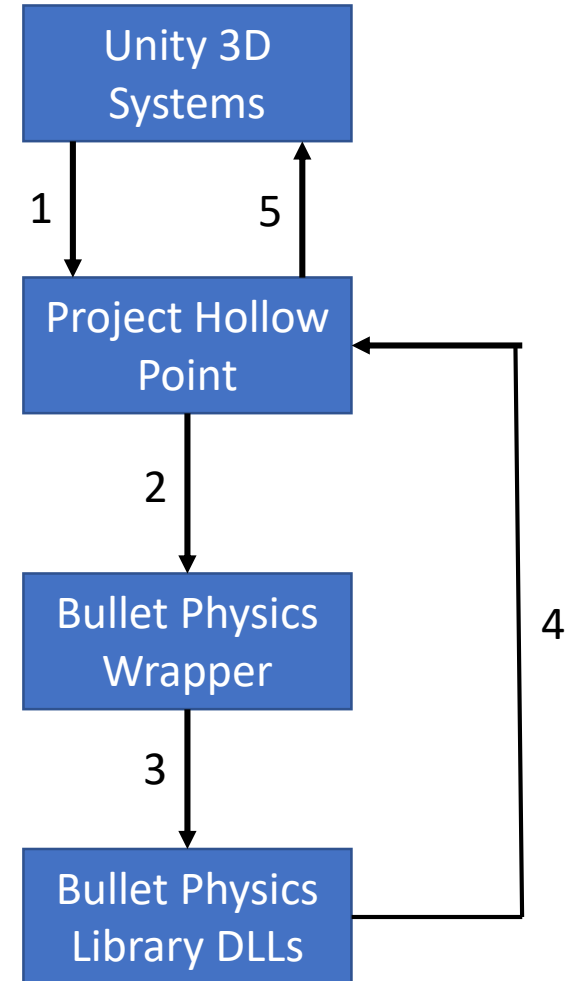 Unity 3D
Systems
1
5
Project Hollow
Point
2
Bullet Physics
Wrapper
4
3
Bullet Physics
Library DLLs